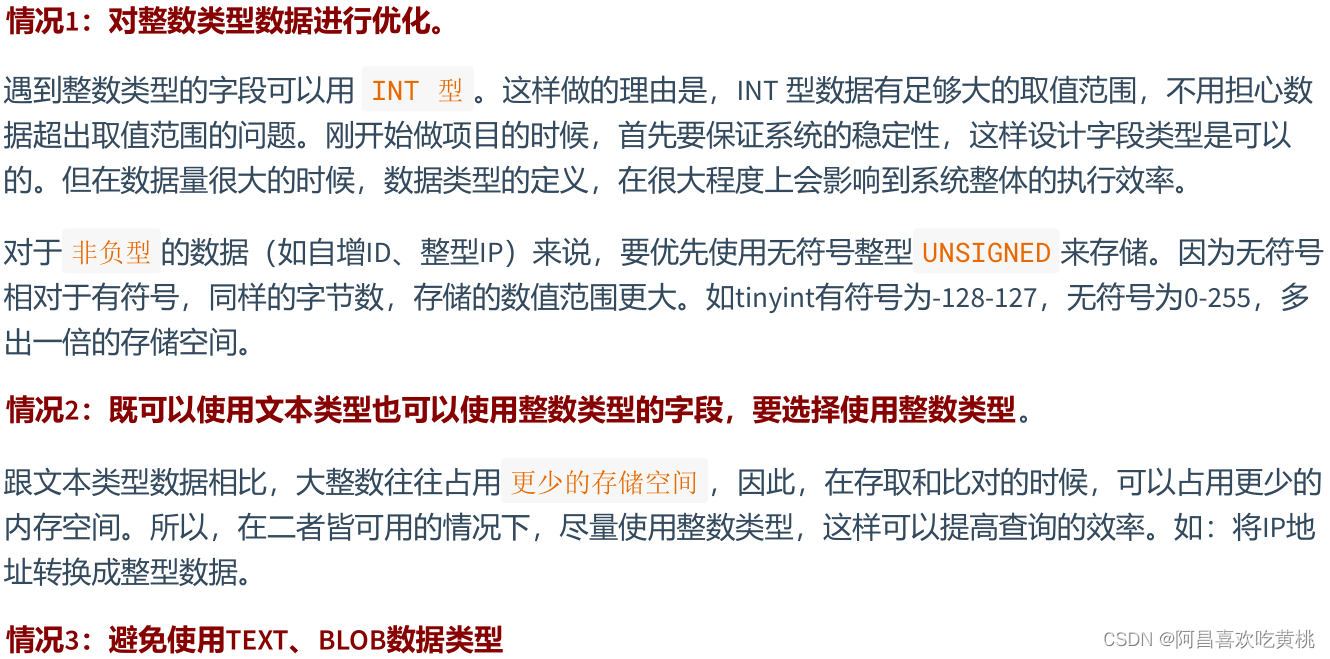 情况1：对整数类型数据进行优化。
遇到整数类型的字段可以用 INT 型 。这样做的理由是，INT 型数据有足够大的取值范围，不用担心数
据超出取值范围的问题。刚开始做项目的时候，首先要保证系统的稳定性，这样设计字段类型是可以
的。但在数据量很大的时候，数据类型的定义，在很大程度上会影响到系统整体的执行效率。
对于 非负型 的数据（如自增ID、整型IP）来说，要优先使用无符号整型 UNSIGNED 来存储。因为无符号
相对于有符号，同样的字节数，存储的数值范围更大。如tinyint有符号为-128-127，无符号为0-255，多
出一倍的存储空间。
情况2：既可以使用文本类型也可以使用整数类型的字段，要选择使用整数类型。
跟文本类型数据相比，大整数往往占用 更少的存储空间 ，因此，在存取和比对的时候，可以占用更少的
内存空间。所以，在二者皆可用的情况下，尽量使用整数类型，这样可以提高查询的效率。如：将IP地
址转换成整型数据。
情况3：避免使用TEXT、BLOB数据类型
CSDN @阿昌喜欢吃黄桃